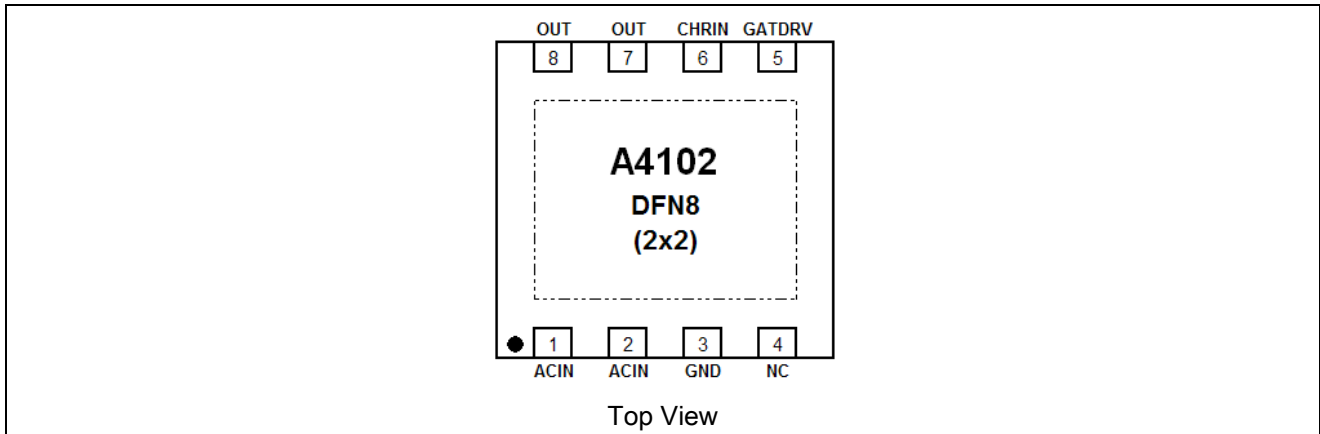 OUT OUT CHRIN GATDRV
8 7 6 5
A4102
DFN8
(2x2)
1 2 3 4
ACIN ACIN GND NC
Top View